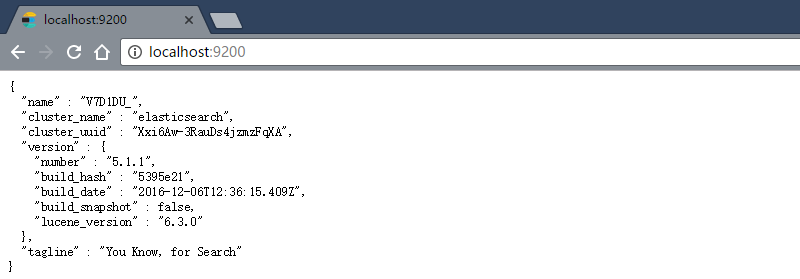 localhost:9200
localhost:9200
{
"name" : "V7D1DU_",
"cluster_name" : "elasticsearch",
"cluster_uuid" : "Xxi6Aw-3RauDs4jzmzFqXA",
"version" : {
"number" : "5.1.1",
"build_hash" : "5395e21",
"build_date" : "2016-12-06T12:36:15.409Z",
"build_snapshot" : false,
"lucene_version" : "6.3.0"
},
"tagline" : "You Know, for Search"
}